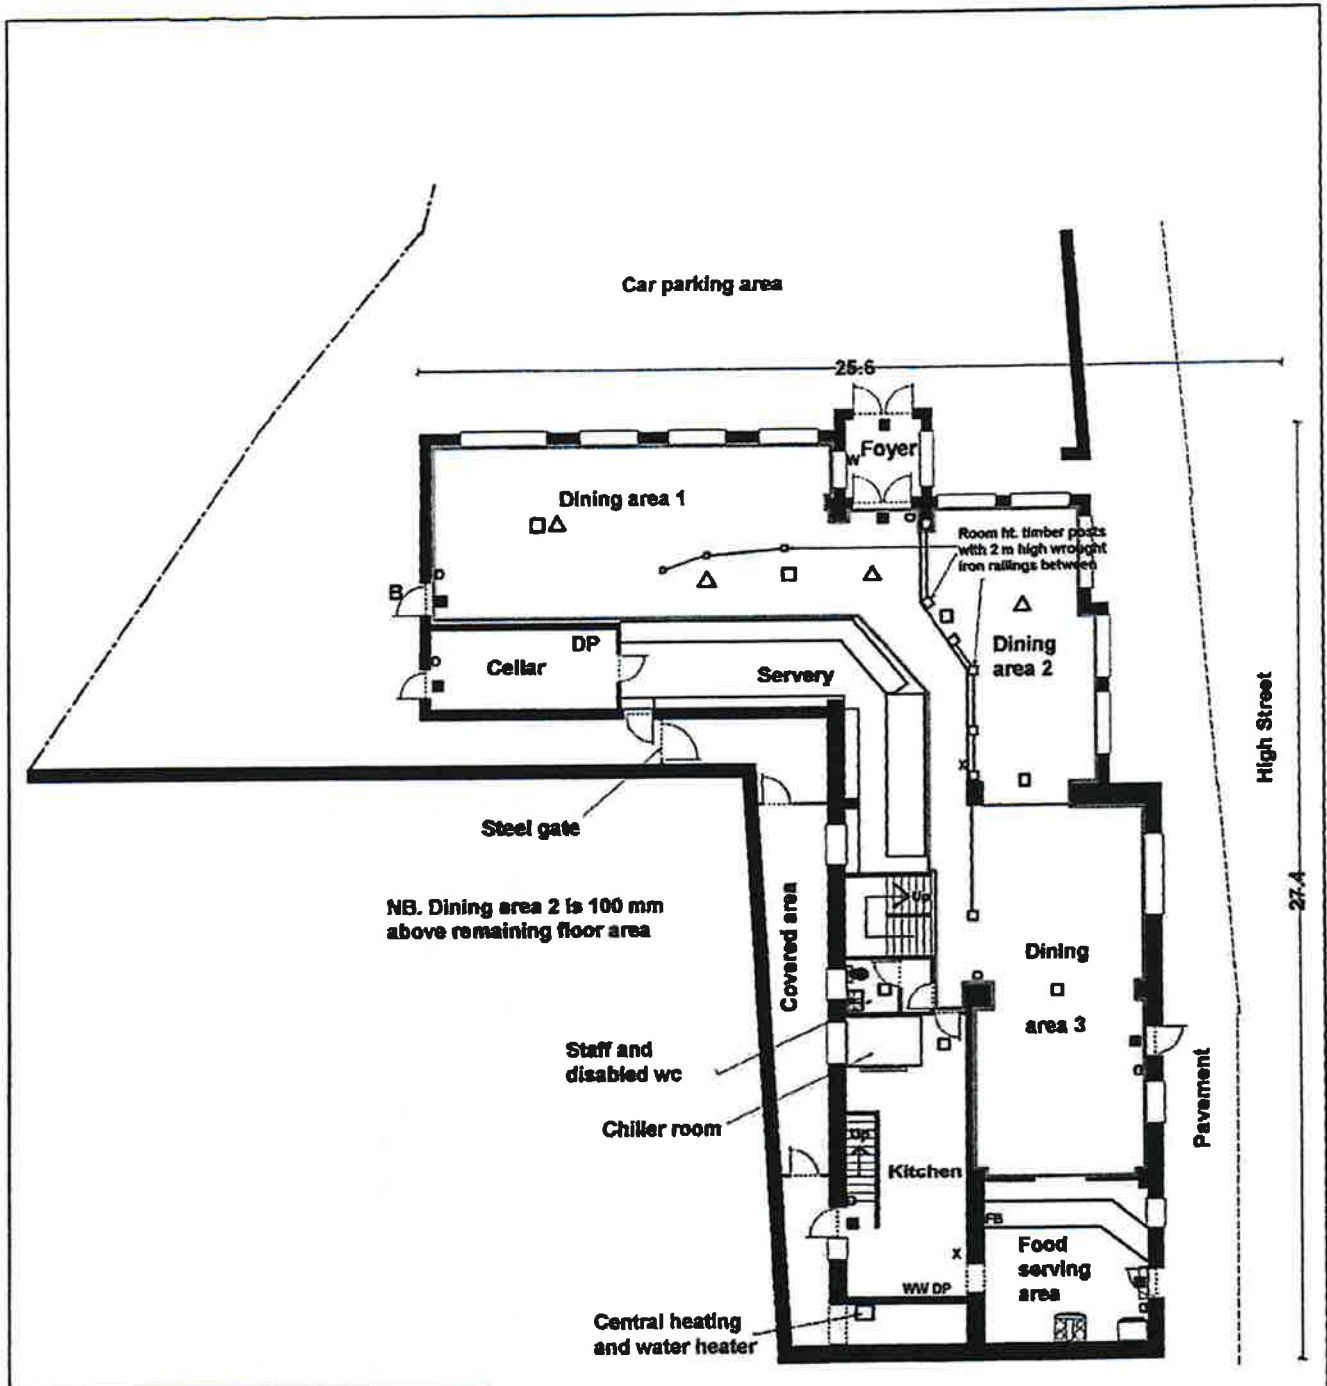 Car parking area
25.6
Foyer
W
Dining area 1
Room ht. timber posts
with 2 m high wrought
iron railings between
B
DP
Cellar
Servery
Dining
area 2
High Street
X
Steel gate
27.4
NB. Dining area 2 is 100 mm
above remaining floor area
Covered area
Up
Dining
area 3
Staff and
disabled wc
Pavement
Chiller room
Up
Kitchen
FB
Food
serving
area
X
WW DP
Central heating
and water heater